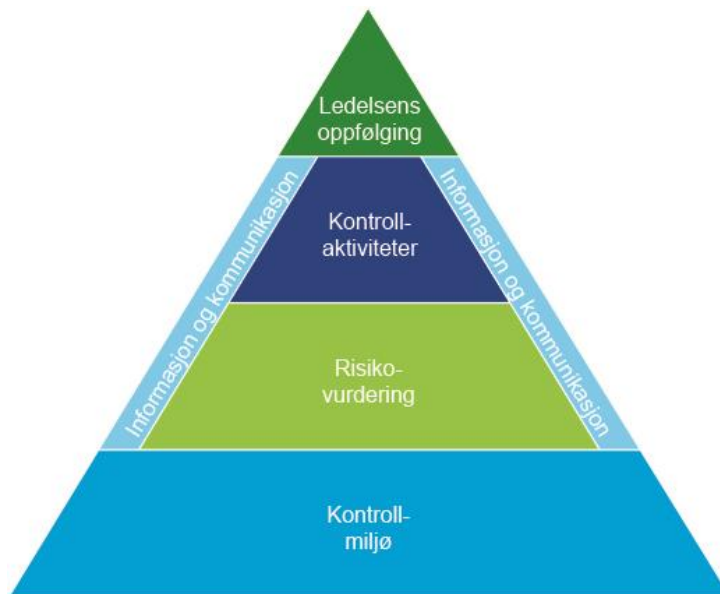 Ledelsens
oppfølging
Informasjon og kommunikasjon
Informasjon og kommunikasjon
Kontroll-
aktiviteter
Risiko-
vurdering
Kontroll-
miljø